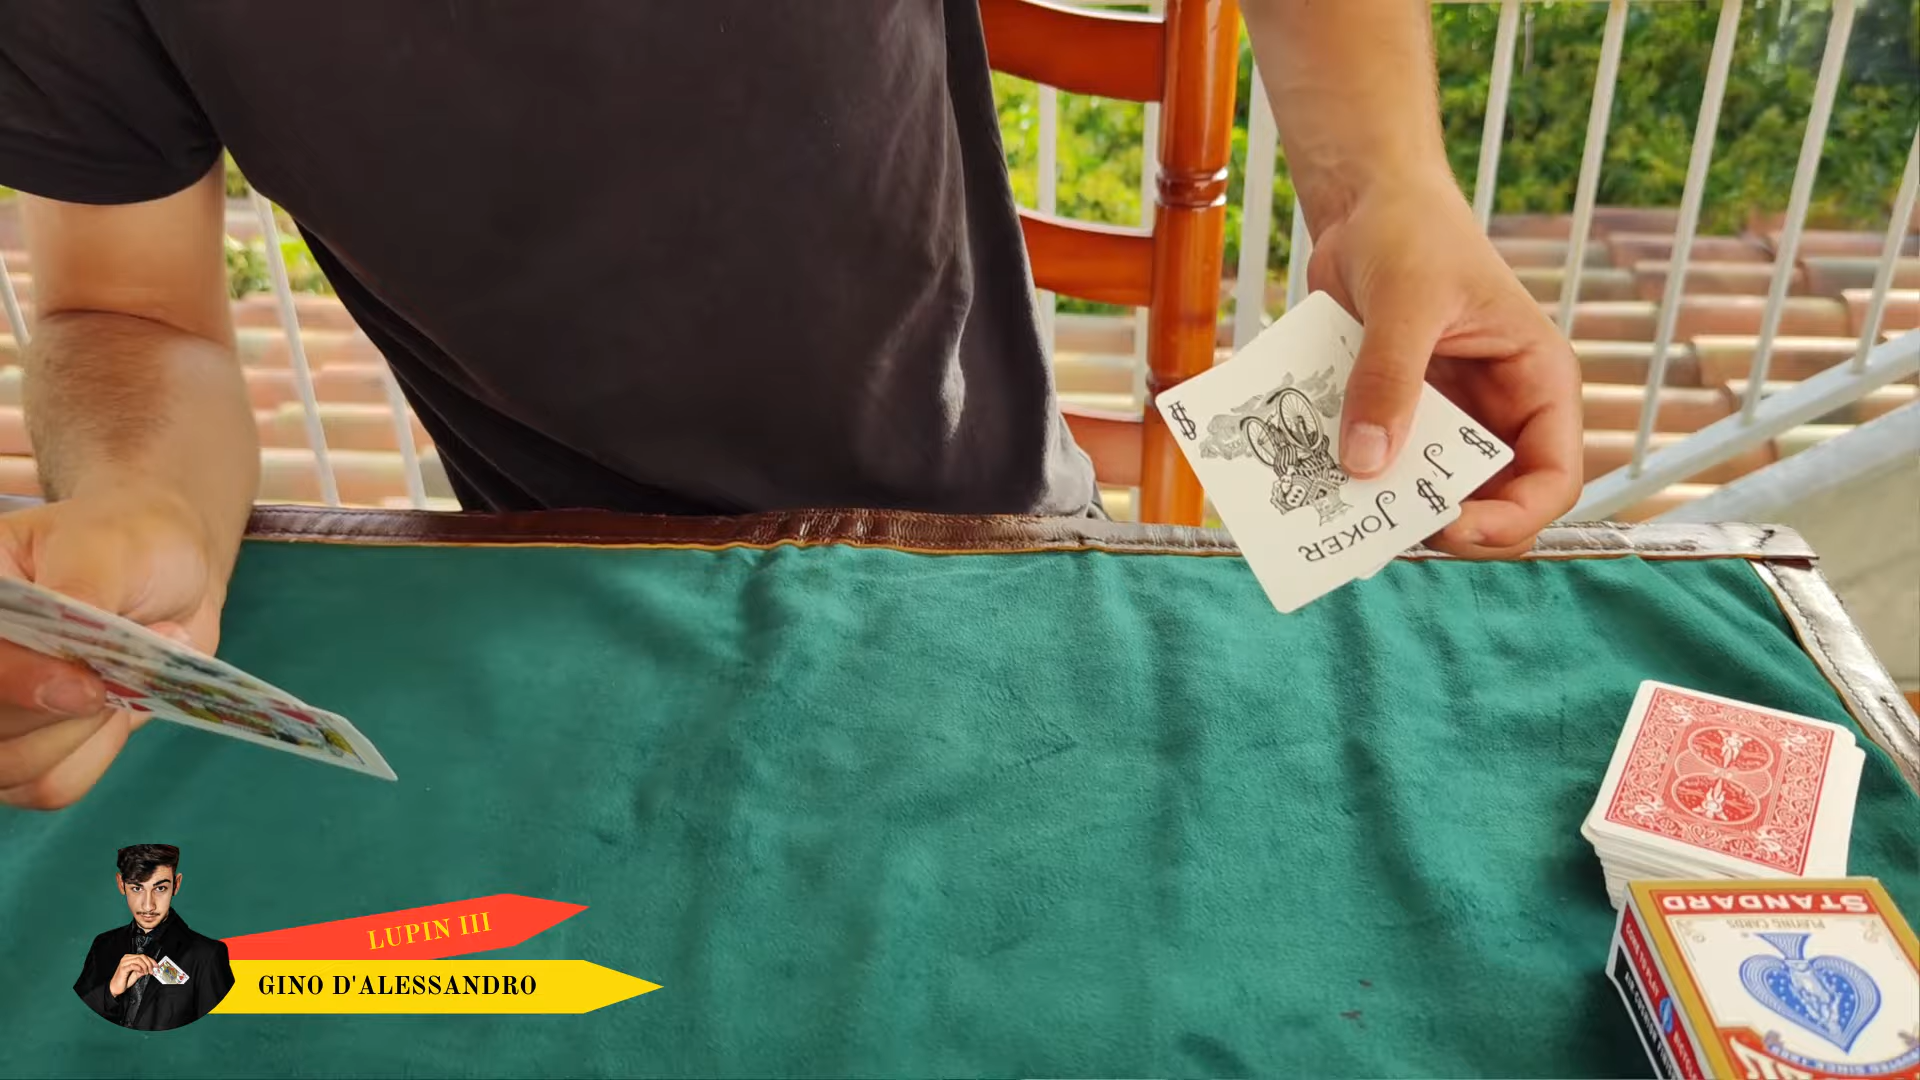 JOKER
J
STANDARD
PLAYING CARDS
LUPIN III
GINO D'ALESSANDRO